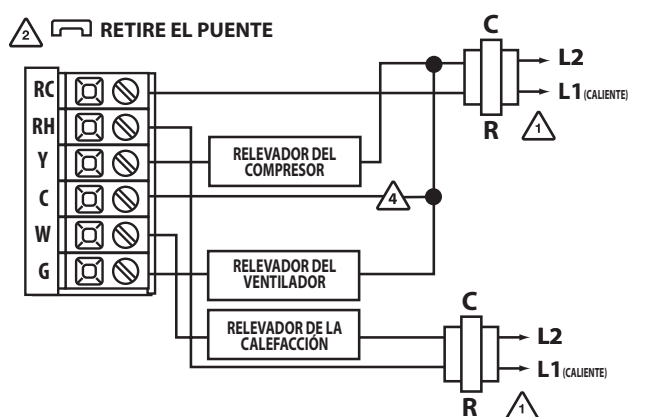 2 RETIRE EL PUENTE
C
L2
L1 (CALIENTE)
R 1
RC
RH
Y
C
W
G
RELEVADOR DEL
COMPRESOR
4
RELEVADOR DEL
VENTILADOR
RELEVADOR DE LA
CALEFACCIÓN
C
L2
L1 (CALIENTE)
R 1